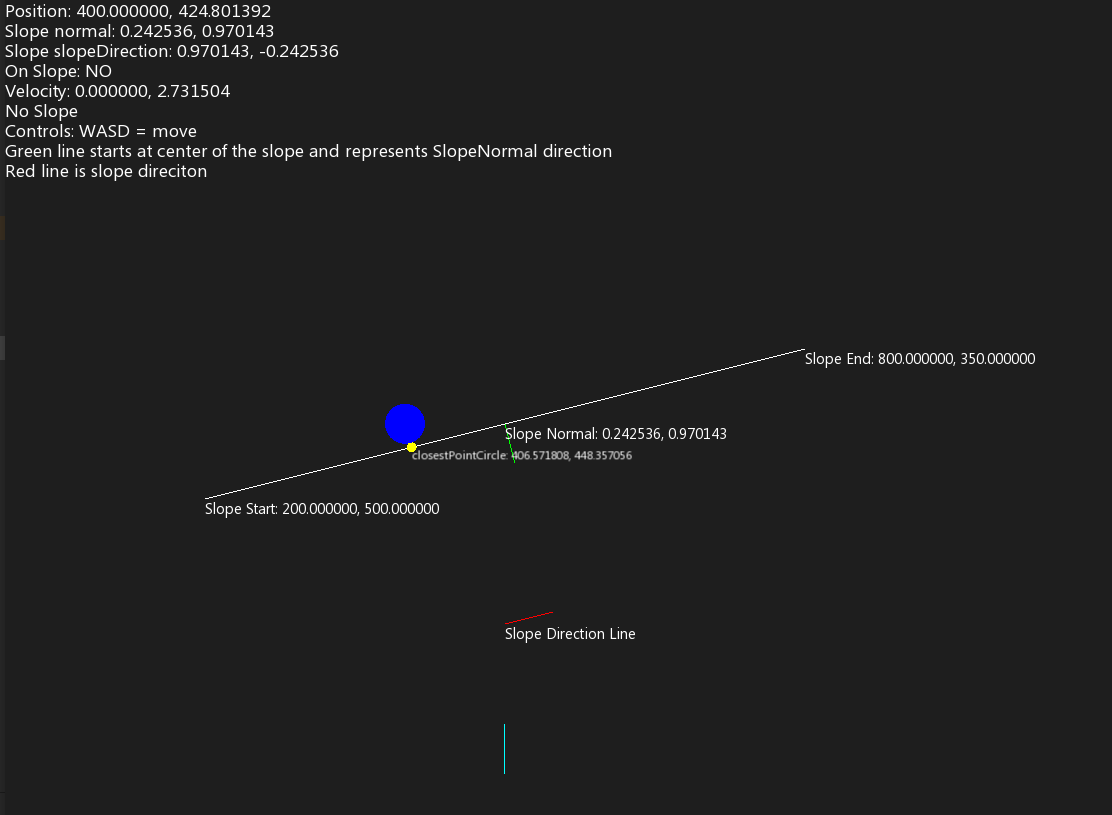 Position: 400.000000, 424.801392
Slope normal: 0.242536, 0.970143
Slope slopeDirection: 0.970143, -0.242536
On Slope: NO
Velocity: 0.000000, 2.731504
No Slope
Controls: WASD = move
Green line starts at center of the slope and represents SlopeNormal direction
Red line is slope direciton
Slope End: 800.000000, 350.000000
Slope Normal: 0.242536, 0.970143
closestPointCircle: 406.571808, 448.357056
Slope Start: 200.000000, 500.000000
Slope Direction Line